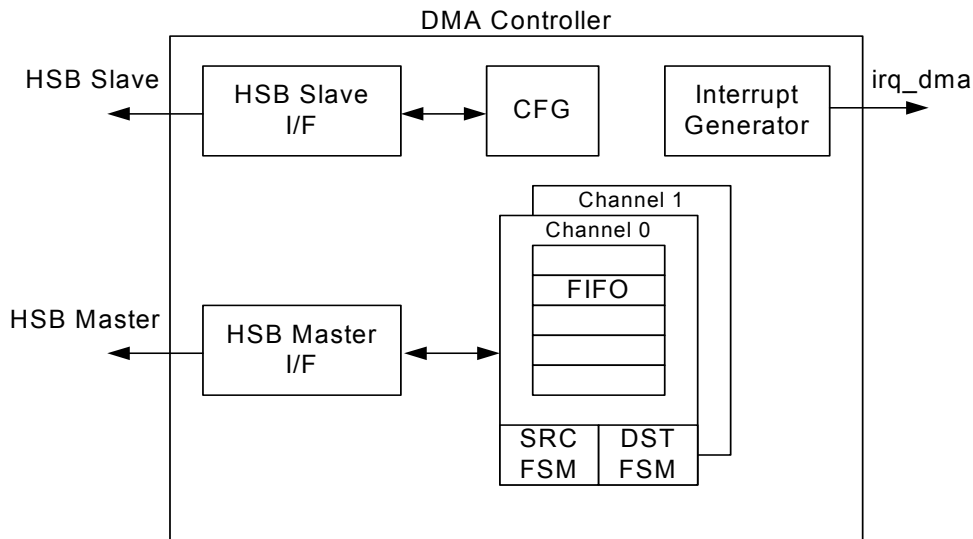 DMA Controller
HSB Slave
HSB Slave
I/F
CFG
Interrupt
Generator
irq_dma
Channel 1
Channel 0
FIFO
HSB Master
HSB Master
I/F
SRC
FSM
DST
FSM